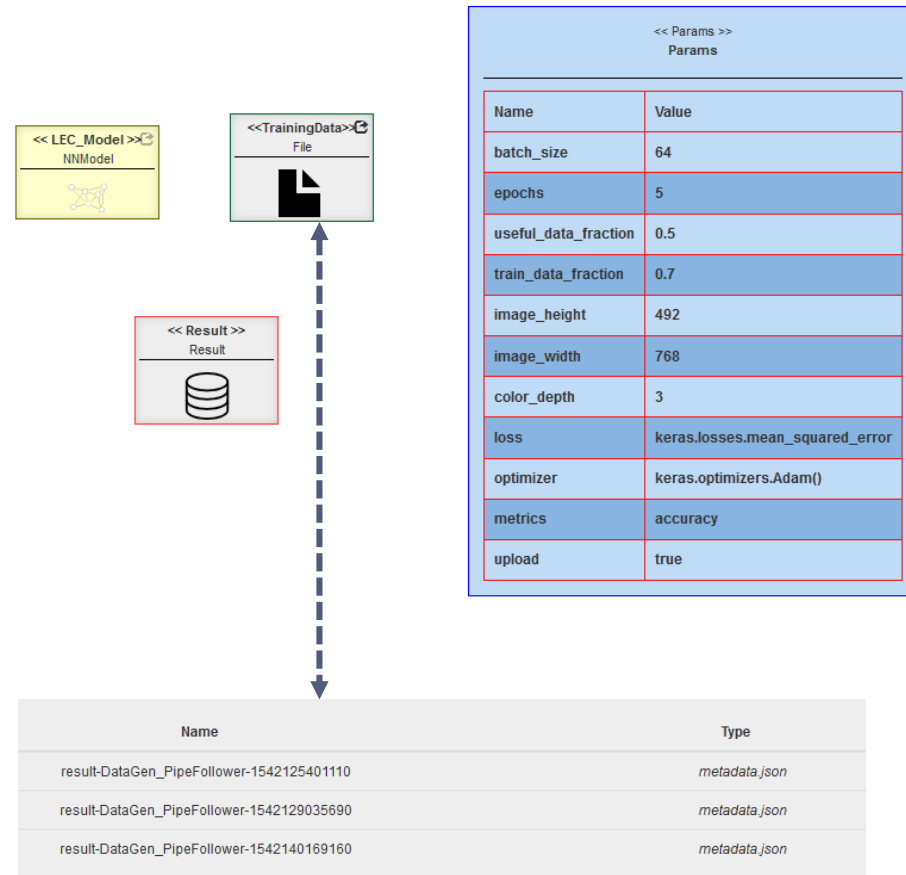 << LEC_Model >>
NNModel
<<TrainingData>>
File
<< Result >>
Result
<< Params >>
Params
Name Value
batch_size 64
epochs 5
useful_data_fraction 0.5
train_data_fraction 0.7
image_height 492
image_width 768
color_depth 3
loss keras.losses.mean_squared_error
optimizer keras.optimizers.Adam()
metrics accuracy
upload true
Name Type
result-DataGen_PipeFollower-1542125401110 metadata.json
result-DataGen_PipeFollower-1542129035690 metadata.json
result-DataGen_PipeFollower-1542140169160 metadata.json